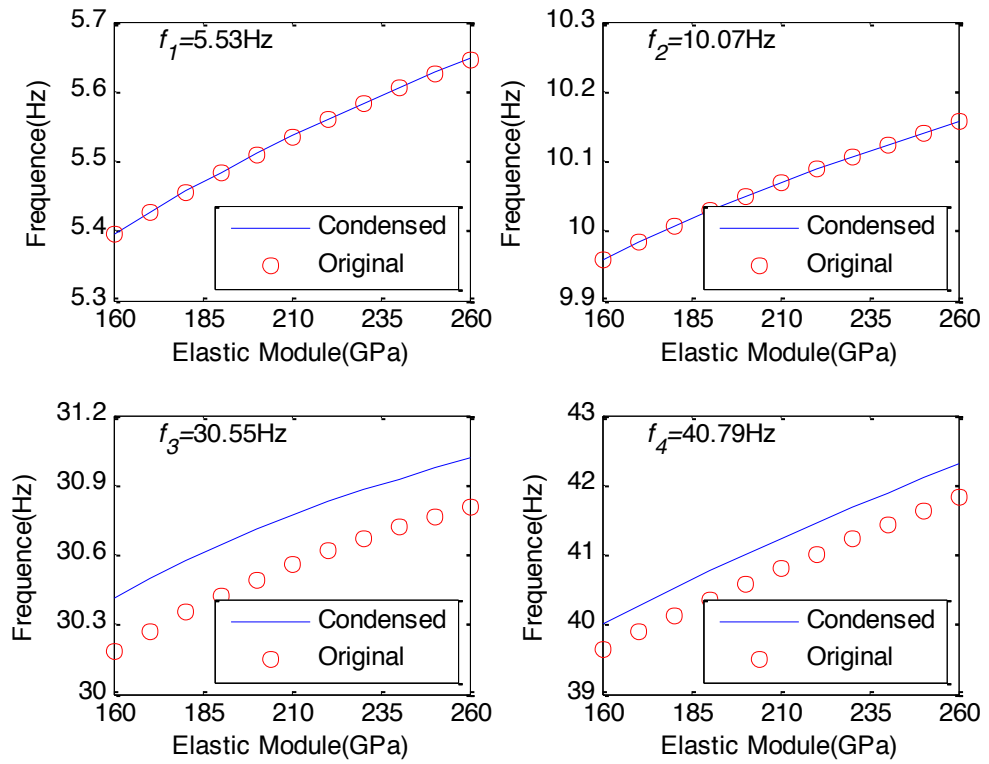 f1=5.53Hz
Frequence(Hz)
5.7
5.6
5.5
5.4
5.3
Condensed
Original
160 185 210 235 260
Elastic Module(GPa)
f2=10.07Hz
Frequence(Hz)
10.3
10.2
10.1
10
9.9
Condensed
Original
160 185 210 235 260
Elastic Module(GPa)
f3=30.55Hz
Frequence(Hz)
31.2
30.9
30.6
30.3
30
Condensed
Original
160 185 210 235 260
Elastic Module(GPa)
f4=40.79Hz
Frequence(Hz)
43
42
41
40
39
Condensed
Original
160 185 210 235 260
Elastic Module(GPa)